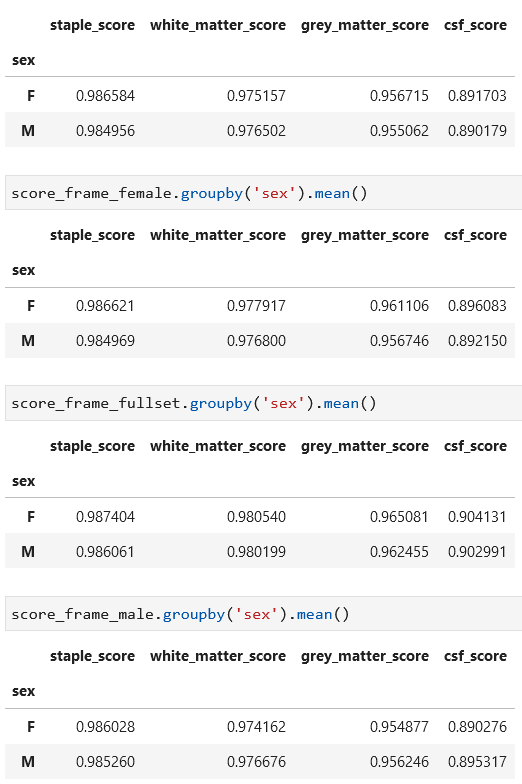 staple_score white_matter_score grey_matter_score csf_score
sex
F 0.986584 0.975157 0.956715 0.891703
M 0.984956 0.976502 0.955062 0.890179
score_frame_female.groupby('sex').mean()
staple_score white_matter_score grey_matter_score csf_score
sex
F 0.986621 0.977917 0.961106 0.896083
M 0.984969 0.976800 0.956746 0.892150
score_frame_fullset.groupby('sex').mean()
staple_score white_matter_score grey_matter_score csf_score
sex
F 0.987404 0.980540 0.965081 0.904131
M 0.986061 0.980199 0.962455 0.902991
score_frame_male.groupby('sex').mean()
staple_score white_matter_score grey_matter_score csf_score
sex
F 0.986028 0.974162 0.954877 0.890276
M 0.985260 0.976676 0.956246 0.895317